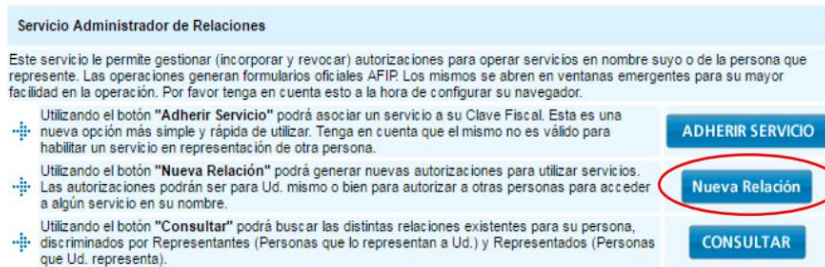 Servicio Administrador de Relaciones
Este servicio le permite gestionar (incorporar y revocar) autorizaciones para operar servicios en nombre suyo o de la persona que
represente. Las operaciones generan formularios oficiales AFIP. Los mismos se abren en ventanas emergentes para su mayor
facilidad en la operación. Por favor tenga en cuenta esto a la hora de configurar su navegador.
Utilizando el botón "Adherir Servicio" podrá asociar un servicio a su Clave Fiscal. Esta es una
nueva opción más simple y rápida de utilizar. Tenga en cuenta que el mismo no es válido para
habilitar un servicio en representación de otra persona.
ADHERIR SERVICIO
Utilizando el botón "Nueva Relación" podrá generar nuevas autorizaciones para utilizar servicios.
Las autorizaciones podrán ser para Ud. mismo o bien para autorizar a otras personas para acceder
a algún servicio en su nombre.
Nueva Relación
Utilizando el botón "Consultar" podrá buscar las distintas relaciones existentes para su persona,
discriminados por Representantes (Personas que lo representan a Ud.) y Representados (Personas
que Ud. representa).
CONSULTAR